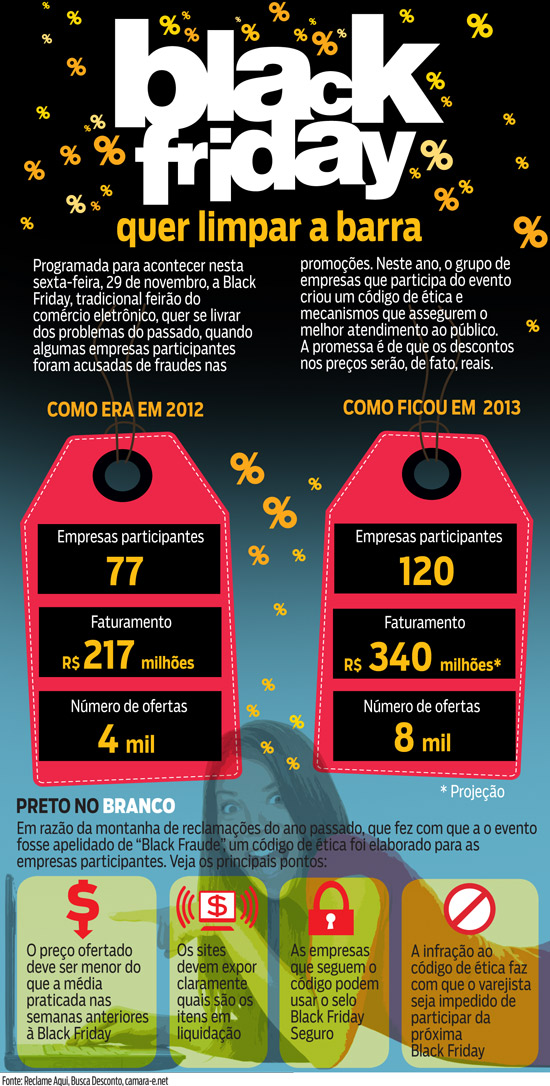 black
friday
quer limpar a barra
Programada para acontecer nesta
sexta-feira, 29 de novembro, a Black
Friday, tradicional feirão do
comércio eletrônico, quer se livrar
dos problemas do passado, quando
algumas empresas participantes
foram acusadas de fraudes nas
promoções. Neste ano, o grupo de
empresas que participa do evento
criou um código de ética e
mecanismos que assegurem o
melhor atendimento ao público.
A promessa é de que os descontos
nos preços serão, de fato, reais.
COMO ERA EM 2012
Empresas participantes
77
Faturamento
R$ 217 milhões
Número de ofertas
4 mil
COMO FICOU EM 2013
Empresas participantes
120
Faturamento
R$ 340 milhões*
Número de ofertas
8 mil
* Projeção
PRETO NO BRANCO
Em razão da montanha de reclamações do ano passado, que fez com que a o evento
fosse apelidado de “Black Fraude”, um código de ética foi elaborado para as
empresas participantes. Veja os principais pontos:
O preço ofertado
deve ser menor do
que a média
praticada nas
semanas anteriores
à Black Friday
Os sites
devem expor
claramente
quais são os
itens em
liquidação
As empresas
que seguem o
código podem
usar o selo
Black Friday
Seguro
A infração ao
código de ética faz
com que o varejista
seja impedido de
participar da
próxima
Black Friday
Fonte: Reclame Aqui, Busca Desconto, camara-e.net